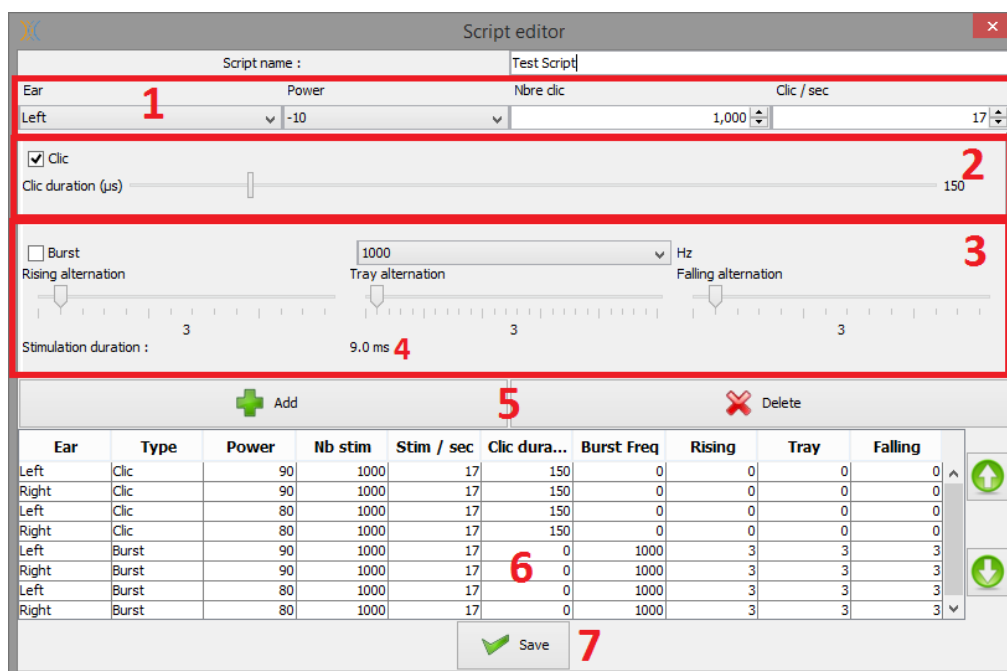 Script editor
Script name : Test Script
Ear Power Nbre clic Clic / sec
1
Left -10 1,000 17
Clic
2
Clic duration (µs) 150
3
Burst 1000 Hz
Rising alternation Tray alternation Falling alternation
3 3 3
Stimulation duration : 9.0 ms 4
Add 5 Delete
Ear Type Power Nb stim Stim / sec Clic dura... Burst Freq Rising Tray Falling
Left Clic 90 1000 17 150 0 0 0 0
Right Clic 90 1000 17 150 0 0 0 0
Left Clic 80 1000 17 150 0 0 0 0
Right Clic 80 1000 17 150 0 0 0 0
Left Burst 90 1000 17 0 1000 3 3 3
6
Right Burst 90 1000 17 0 1000 3 3 3
Left Burst 80 1000 17 0 1000 3 3 3
Right Burst 80 1000 17 0 1000 3 3 3
Save 7